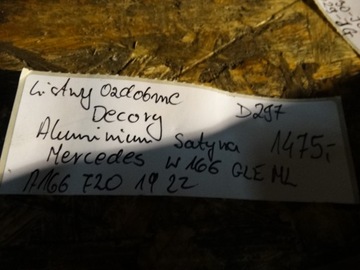 Listwy Ozdobne
Decory D297
Aluminium Satyna 1475,-
Mercedes W166 GLE ML
A166 720 19 22